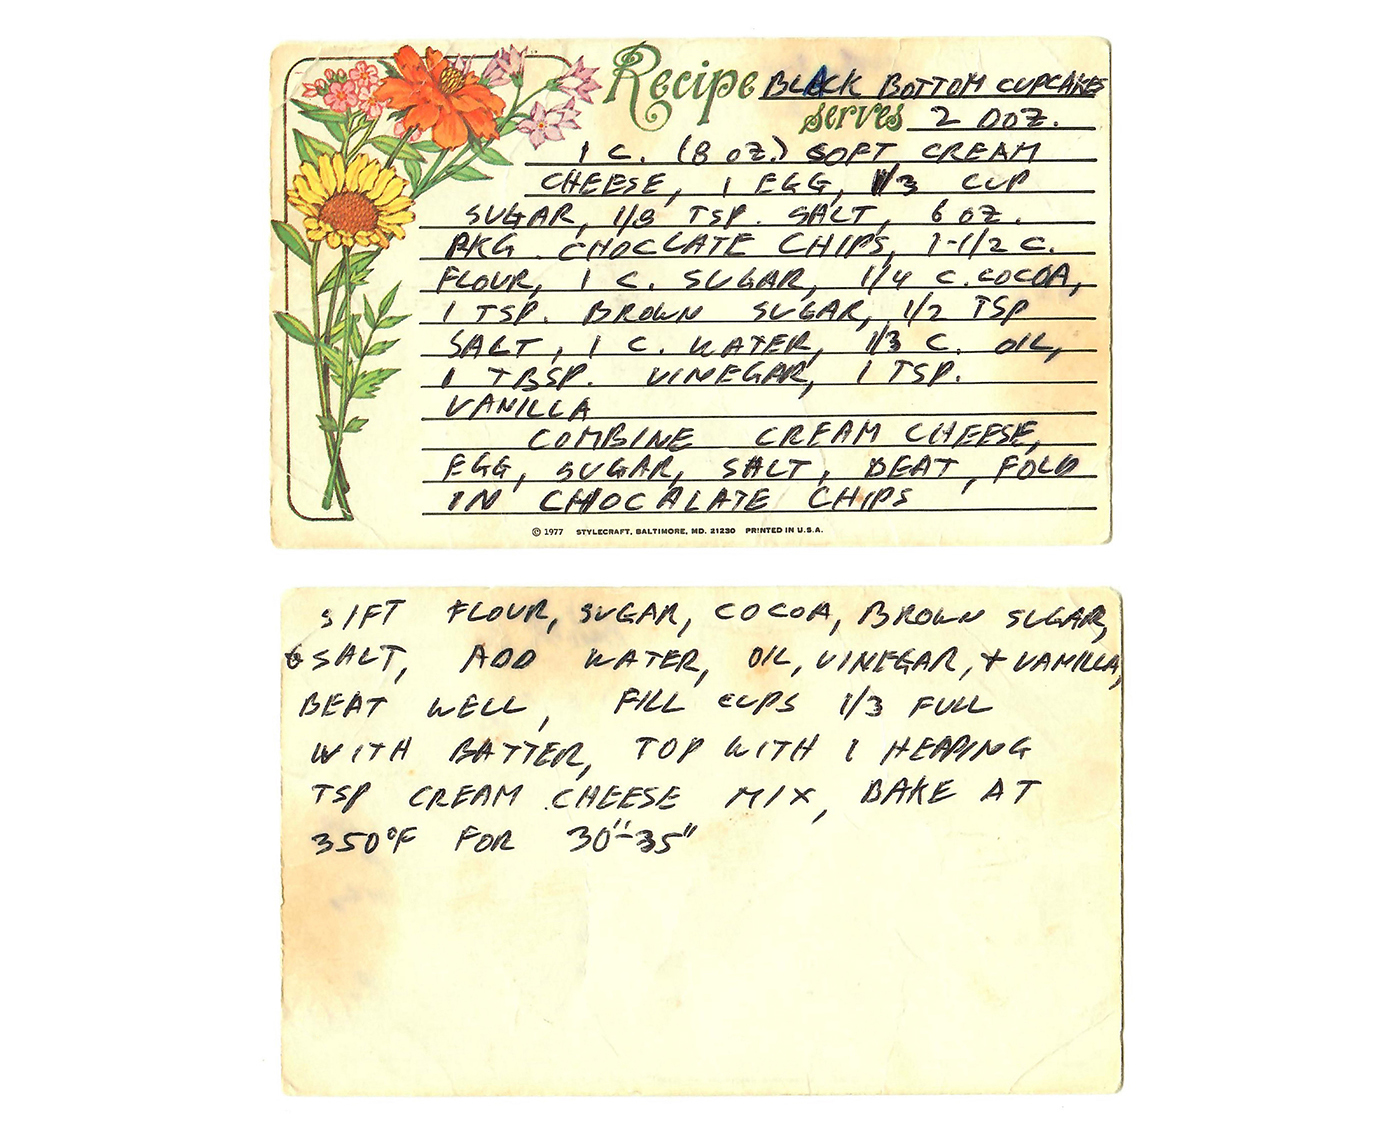 Recipe BLACK BOTTOM CUPCAKES
serves 2 DOZ.
1 C. (8 OZ.) SOFT CREAM
CHEESE, 1 EGG, 1/3 CUP
SUGAR, 1/8 TSP. SALT, 6 OZ.
PKG. CHOCLATE CHIPS, 1-1/2 C.
FLOUR, 1 C. SUGAR, 1/4 C. COCOA,
1 TSP. BROWN SUGAR, 1/2 TSP
SALT, 1 C. WATER, 1/3 C. OIL,
1 TBSP. VINEGAR, 1 TSP.
VANILLA
COMBINE CREAM CHEESE,
EGG, SUGAR, SALT, BEAT, FOLD
IN CHOCALATE CHIPS
© 1977 STYLECRAFT, BALTIMORE, MD. 21230 PRINTED IN U.S.A.
SIFT FLOUR, SUGAR, COCOA, BROWN SUGAR,
& SALT, ADD WATER, OIL, VINEGAR, + VANILLA,
BEAT WELL, FILL CUPS 1/3 FULL
WITH BATTER, TOP WITH 1 HEAPING
TSP CREAM CHEESE MIX, BAKE AT
350°F FOR 30"-35"